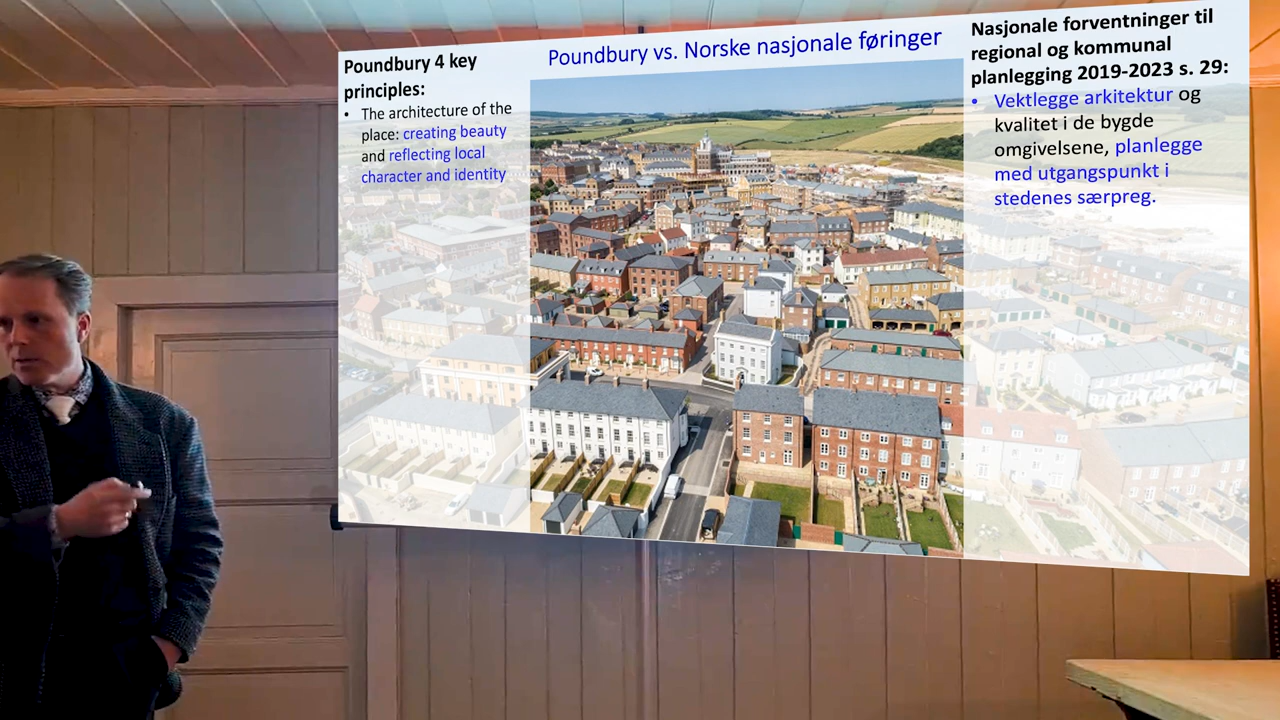 Poundbury 4 key
principles:
• The architecture of the
place: creating beauty
and reflecting local
character and identity
Poundbury vs. Norske nasjonale føringer
Nasjonale forventninger til
regional og kommunal
planlegging 2019-2023 s. 29:
• Vektlegge arkitektur og
kvalitet i de bygde
omgivelsene, planlegge
med utgangspunkt i
stedenes særpreg.